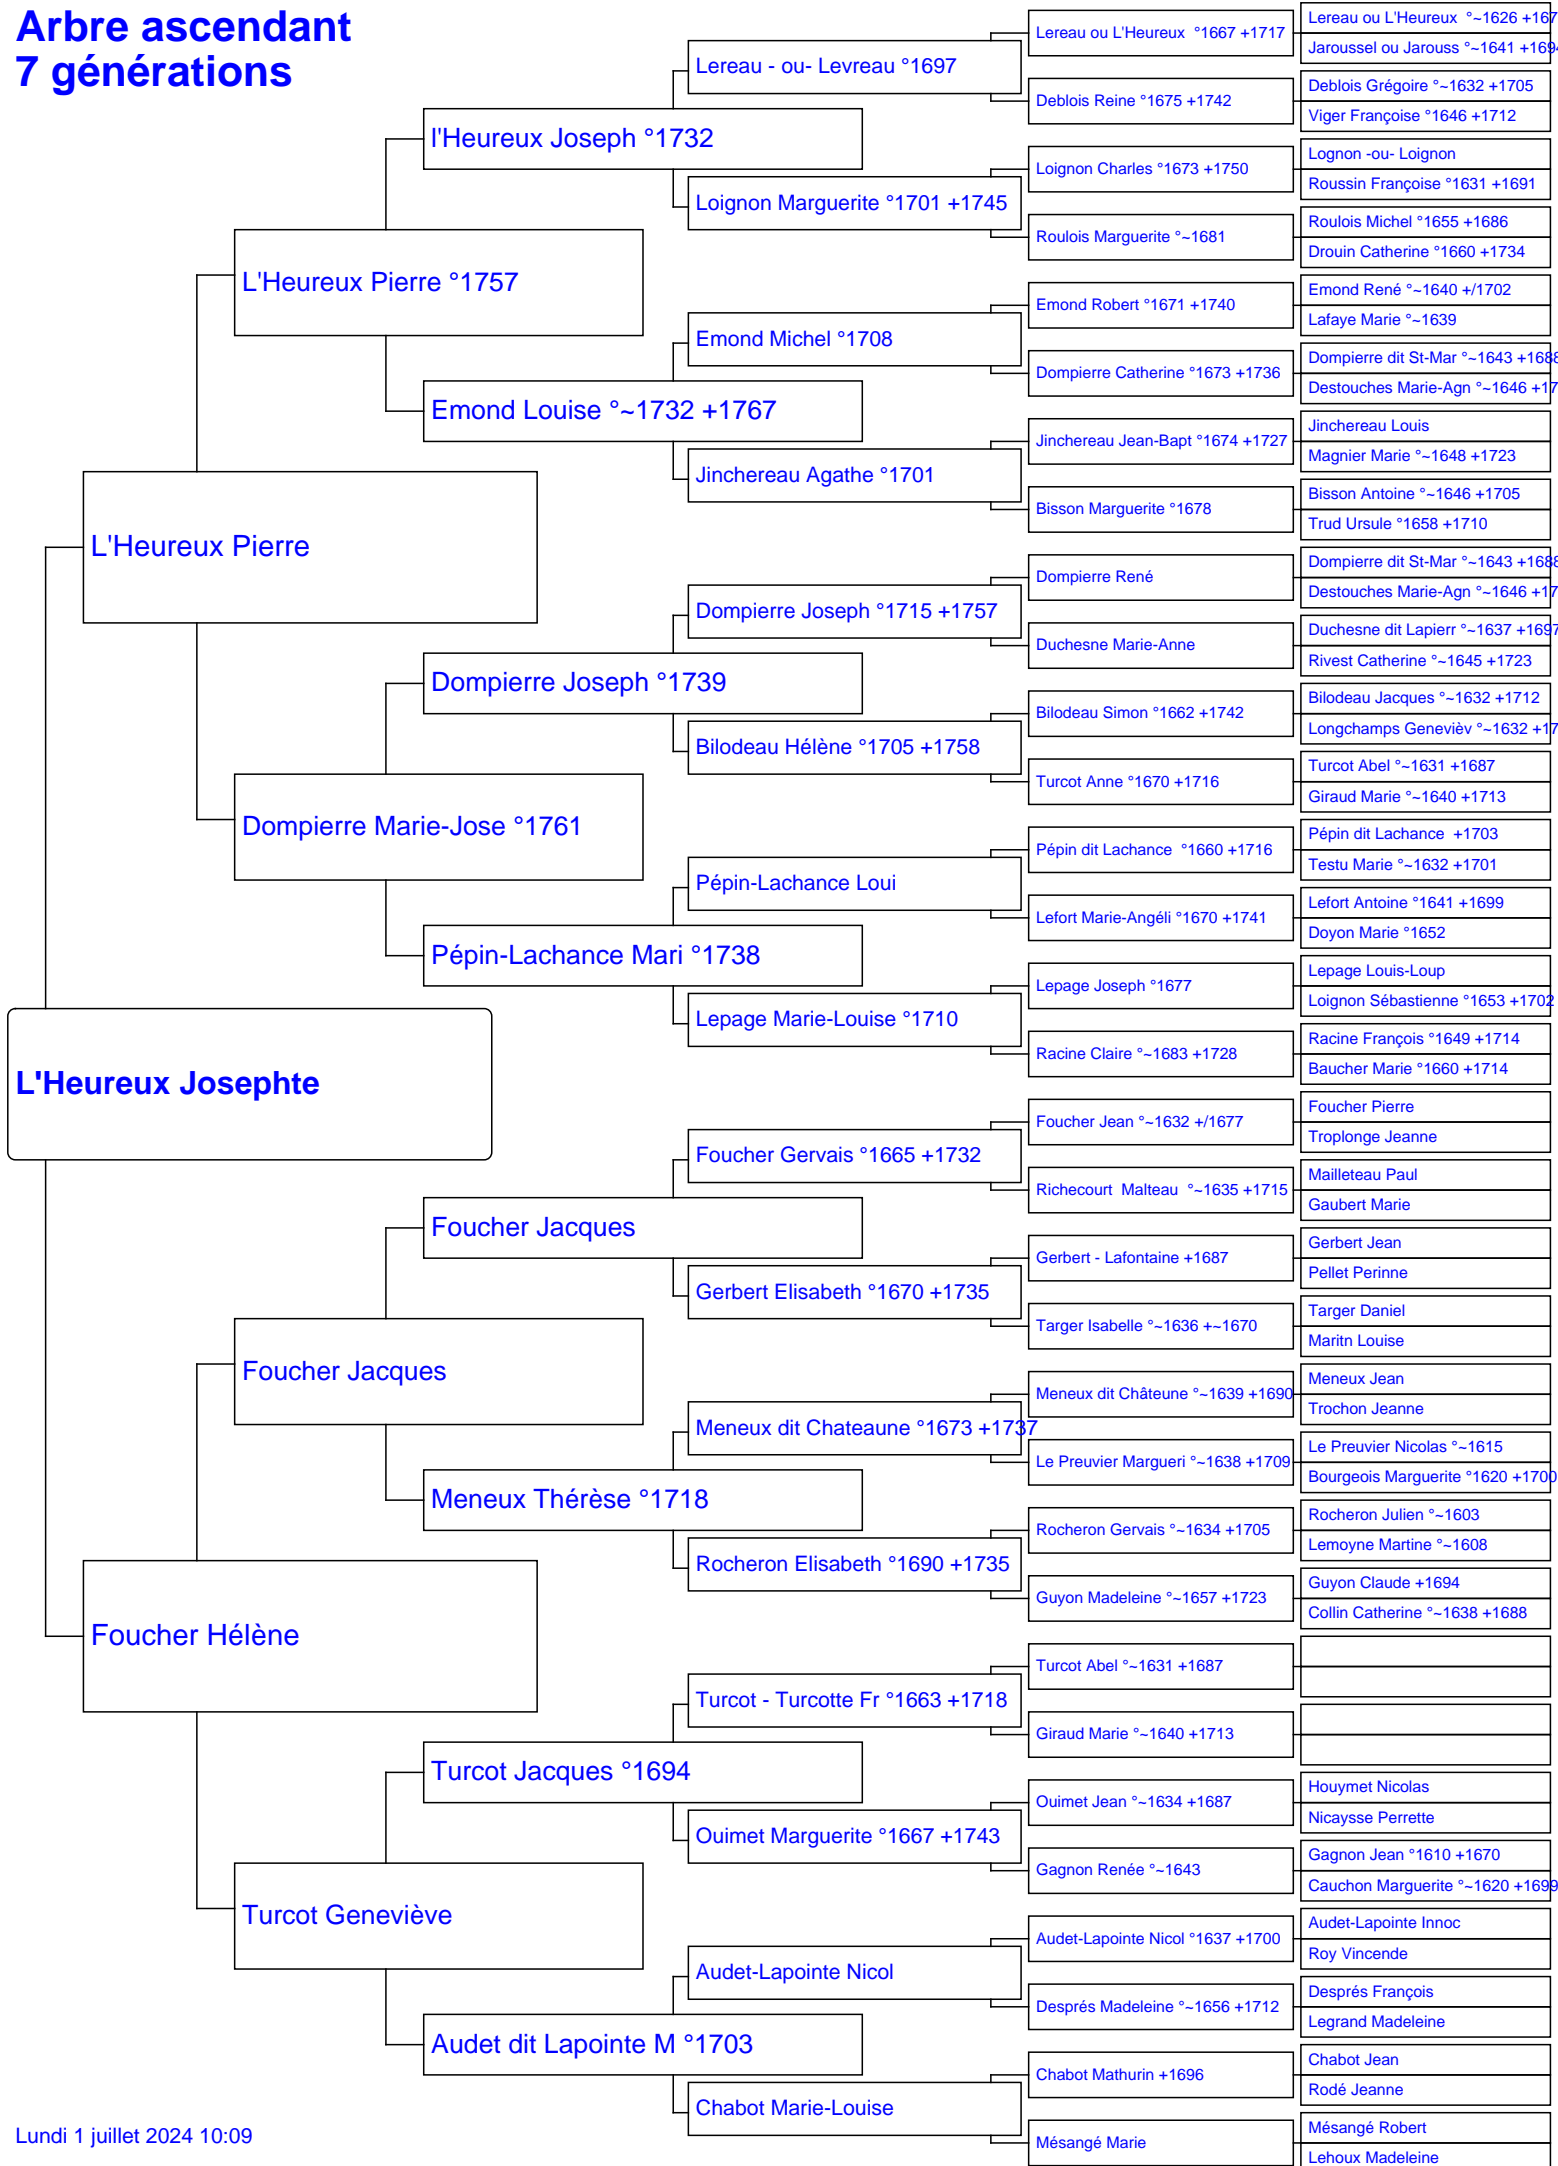 Arbre ascendant
7 générations
L'Heureux Josephte
L'Heureux Pierre
Foucher Hélène
L'Heureux Pierre °1757
Dompierre Marie-Jose °1761
Foucher Jacques
Turcot Geneviève
l'Heureux Joseph °1732
Emond Louise °~1732 +1767
Dompierre Joseph °1739
Pépin-Lachance Mari °1738
Foucher Jacques
Meneux Thérèse °1718
Turcot Jacques °1694
Audet dit Lapointe M °1703
Lereau - ou- Levreau °1697
Loignon Marguerite °1701 +1745
Emond Michel °1708
Jinchereau Agathe °1701
Dompierre Joseph °1715 +1757
Bilodeau Hélène °1705 +1758
Pépin-Lachance Loui
Lepage Marie-Louise °1710
Foucher Gervais °1665 +1732
Gerbert Elisabeth °1670 +1735
Meneux dit Chateaune °1673 +1737
Rocheron Elisabeth °1690 +1735
Turcot - Turcotte Fr °1663 +1718
Ouimet Marguerite °1667 +1743
Audet-Lapointe Nicol
Chabot Marie-Louise
Lereau ou L'Heureux °1667 +1717
Deblois Reine °1675 +1742
Loignon Charles °1673 +1750
Roulois Marguerite °~1681
Emond Robert °1671 +1740
Dompierre Catherine °1673 +1736
Jinchereau Jean-Bapt °1674 +1727
Bisson Marguerite °1678
Dompierre René
Duchesne Marie-Anne
Bilodeau Simon °1662 +1742
Turcot Anne °1670 +1716
Pépin dit Lachance °1660 +1716
Lefort Marie-Angéli °1670 +1741
Lepage Joseph °1677
Racine Claire °~1683 +1728
Foucher Jean °~1632 +/1677
Richecourt Malteau °~1635 +1715
Gerbert - Lafontaine +1687
Targer Isabelle °~1636 +~1670
Meneux dit Châteune °~1639 +1690
Le Preuvier Margueri °~1638 +1709
Rocheron Gervais °~1634 +1705
Guyon Madeleine °~1657 +1723
Turcot Abel °~1631 +1687
Giraud Marie °~1640 +1713
Ouimet Jean °~1634 +1687
Gagnon Renée °~1643
Audet-Lapointe Nicol °1637 +1700
Després Madeleine °~1656 +1712
Chabot Mathurin +1696
Mésangé Marie
Lereau ou L'Heureux °~1626 +167
Jaroussel ou Jarouss °~1641 +1694
Deblois Grégoire °~1632 +1705
Viger Françoise °1646 +1712
Lognon -ou- Loignon
Roussin Françoise °1631 +1691
Roulois Michel °1655 +1686
Drouin Catherine °1660 +1734
Emond René °~1640 +/1702
Lafaye Marie °~1639
Dompierre dit St-Mar °~1643 +1688
Destouches Marie-Agn °~1646 +17
Jinchereau Louis
Magnier Marie °~1648 +1723
Bisson Antoine °~1646 +1705
Trud Ursule °1658 +1710
Dompierre dit St-Mar °~1643 +1688
Destouches Marie-Agn °~1646 +17
Duchesne dit Lapierr °~1637 +1697
Rivest Catherine °~1645 +1723
Bilodeau Jacques °~1632 +1712
Longchamps Genevièv °~1632 +17
Turcot Abel °~1631 +1687
Giraud Marie °~1640 +1713
Pépin dit Lachance +1703
Testu Marie °~1632 +1701
Lefort Antoine °1641 +1699
Doyon Marie °1652
Lepage Louis-Loup
Loignon Sébastienne °1653 +1702
Racine François °1649 +1714
Baucher Marie °1660 +1714
Foucher Pierre
Troplonge Jeanne
Mailleteau Paul
Gaubert Marie
Gerbert Jean
Pellet Perinne
Targer Daniel
Maritn Louise
Meneux Jean
Trochon Jeanne
Le Preuvier Nicolas °~1615
Bourgeois Marguerite °1620 +1700
Rocheron Julien °~1603
Lemoyne Martine °~1608
Guyon Claude +1694
Collin Catherine °~1638 +1688
Houymet Nicolas
Nicaysse Perrette
Gagnon Jean °1610 +1670
Cauchon Marguerite °~1620 +1699
Audet-Lapointe Innoc
Roy Vincende
Després François
Legrand Madeleine
Chabot Jean
Rodé Jeanne
Mésangé Robert
Lehoux Madeleine
Lundi 1 juillet 2024 10:09